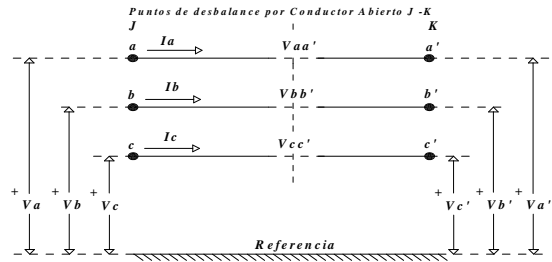 Puntos de desbalance por Conductor Abierto J -K
J K
a Ia Vaa' a'
b Ib Vbb' b'
c Ic Vcc' c'
+ + + + + +
Va Vb Vc Vc' Vb' Va'
Referencia